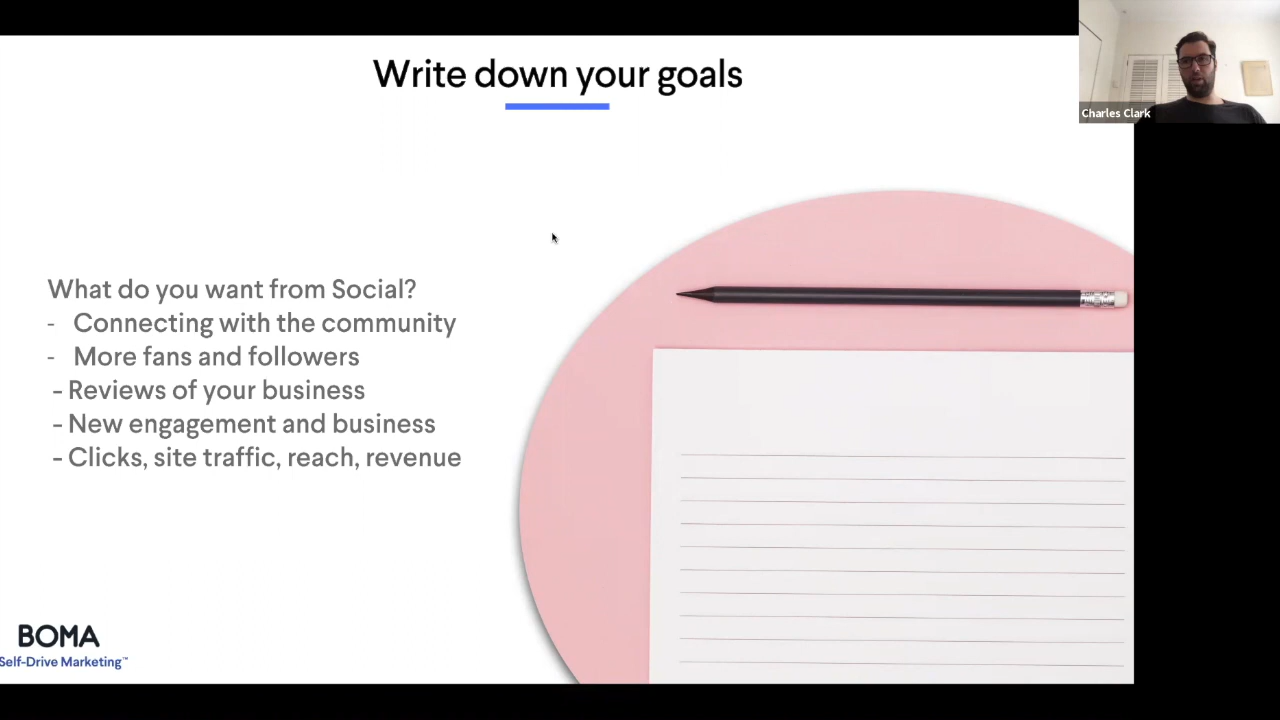 Write down your goals
Charles Clark
What do you want from Social?
- Connecting with the community
- More fans and followers
- Reviews of your business
- New engagement and business
- Clicks, site traffic, reach, revenue
BOMA
Self-Drive Marketing™